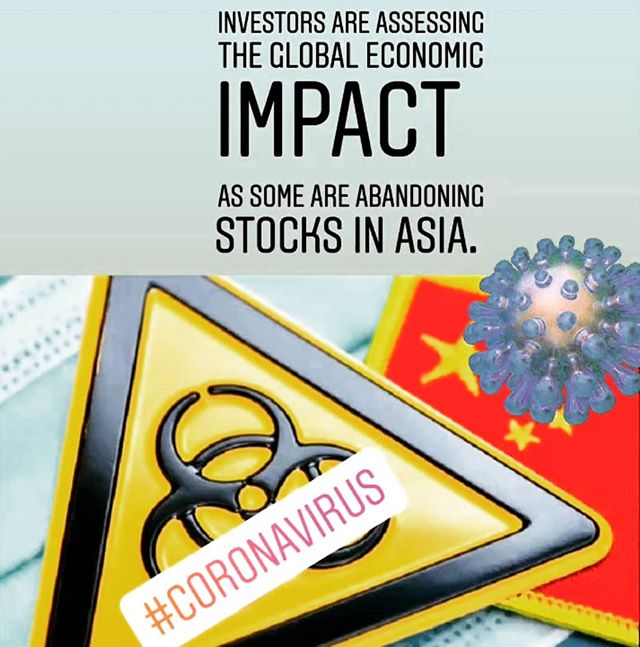 INVESTORS ARE ASSESSING
THE GLOBAL ECONOMIC
IMPACT
AS SOME ARE ABANDONING
STOCKS IN ASIA.
#CORONAVIRUS